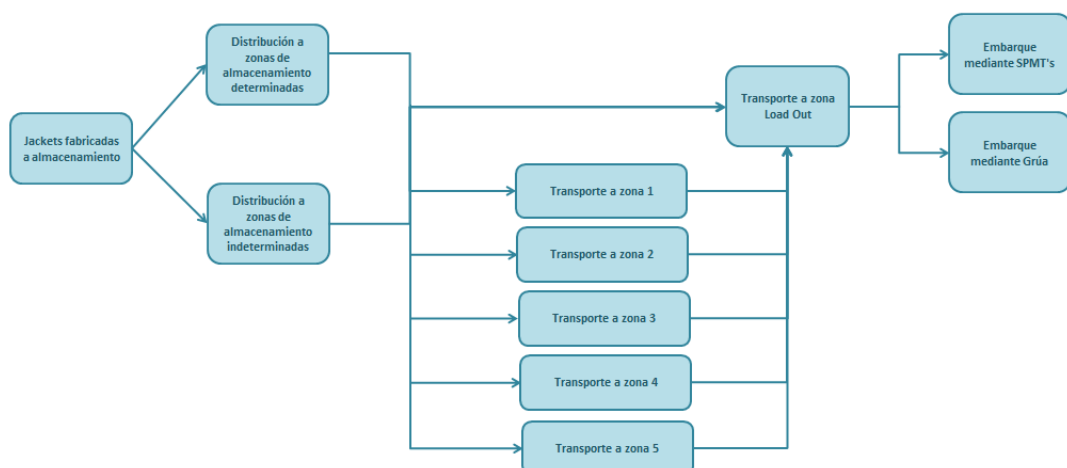 Jackets fabricadas
a almacenamiento
Distribución a
zonas de
almacenamiento
determinadas
Distribución a
zonas de
almacenamiento
indeterminadas
Transporte a zona 1
Transporte a zona 2
Transporte a zona 3
Transporte a zona 4
Transporte a zona 5
Transporte a zona
Load Out
Embarque
mediante SPMT's
Embarque
mediante Grúa